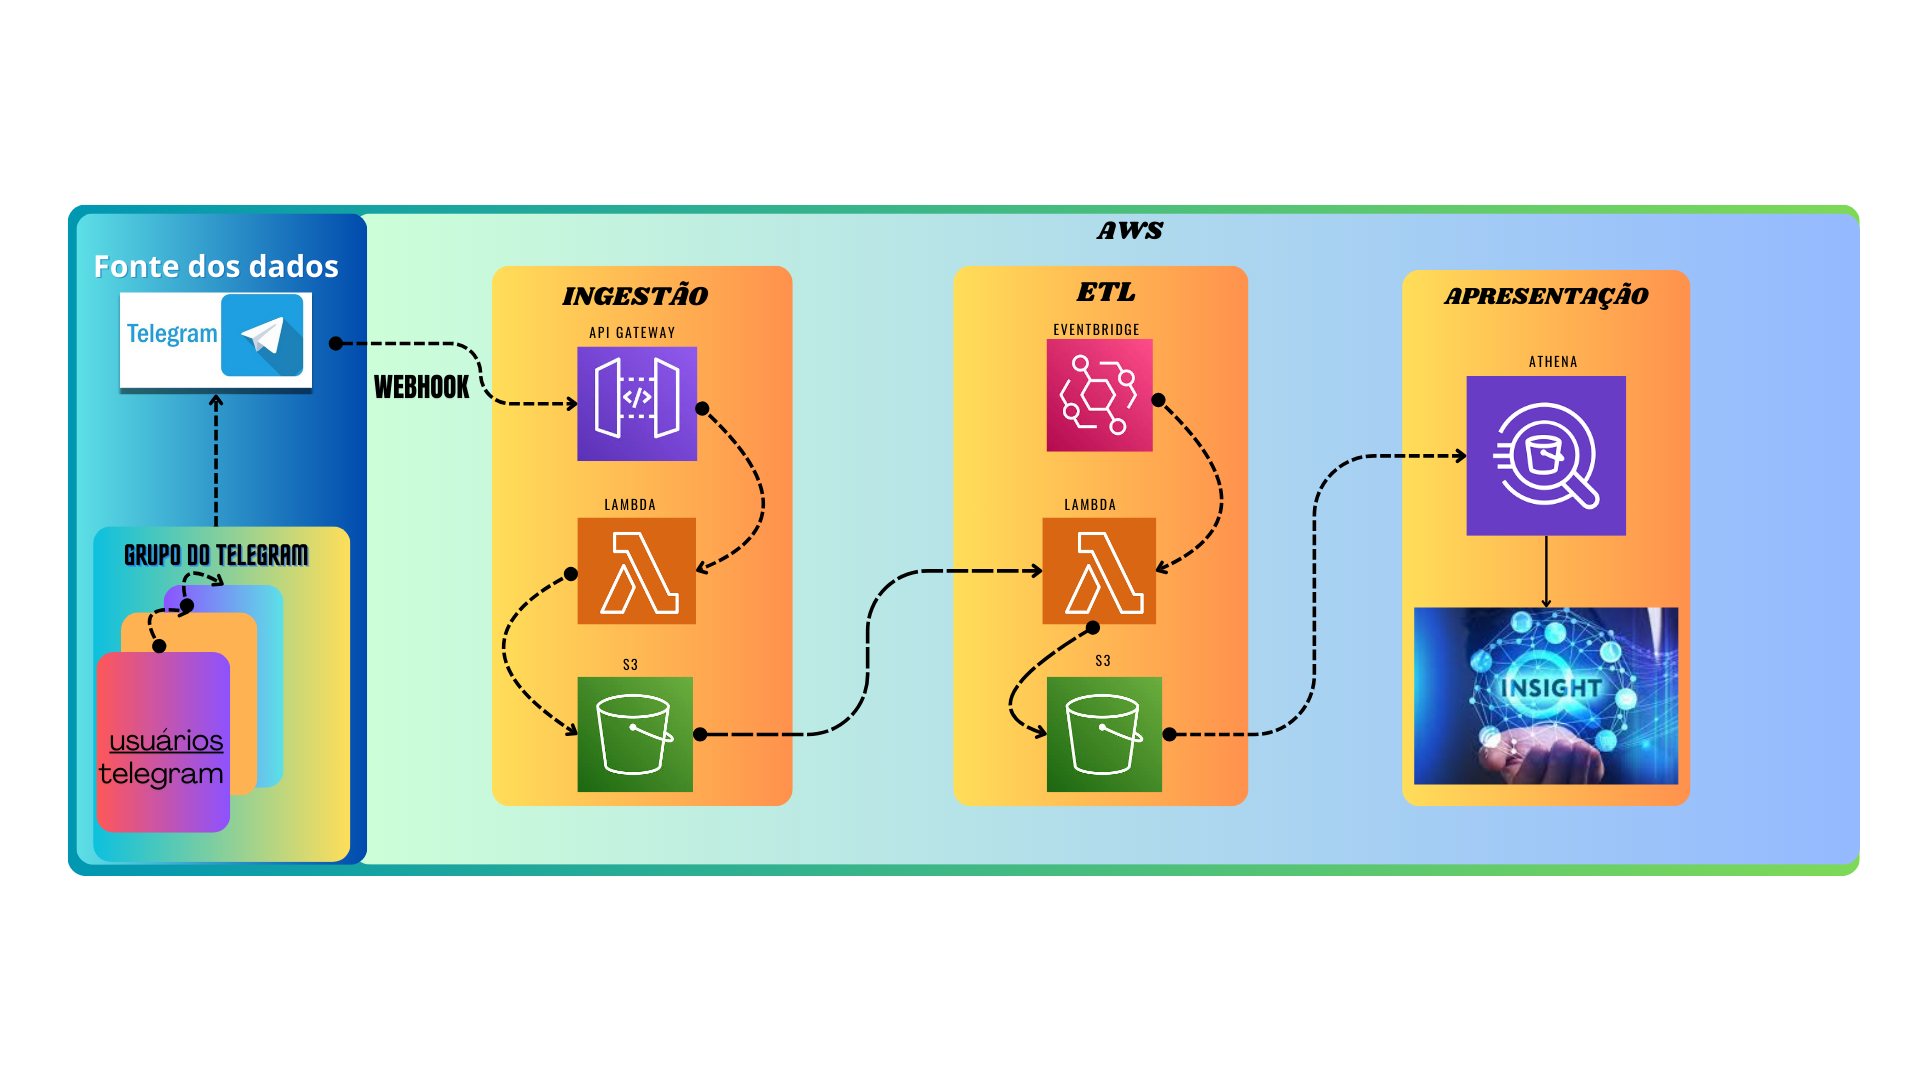 AWS
Fonte dos dados
Telegram
WEBHOOK
GRUPO DO TELEGRAM
usuários
telegram
INGESTÃO
API GATEWAY
LAMBDA
S3
ETL
EVENTBRIDGE
LAMBDA
S3
APRESENTAÇÃO
ATHENA
INSIGHT